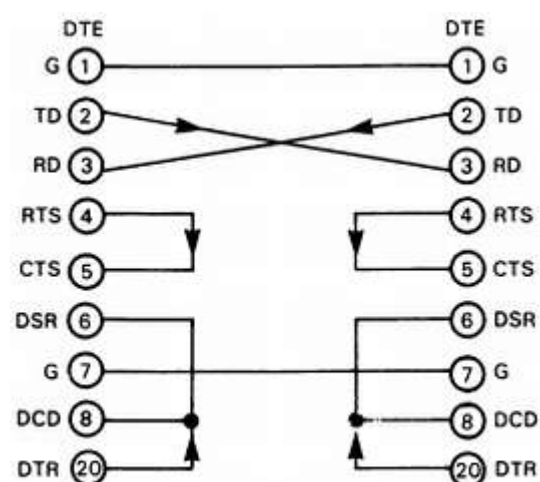 DTE DTE
G 1 1 G
TD 2 2 TD
RD 3 3 RD
RTS 4 4 RTS
CTS 5 5 CTS
DSR 6 6 DSR
G 7 7 G
DCD 8 8 DCD
DTR 20 20 DTR